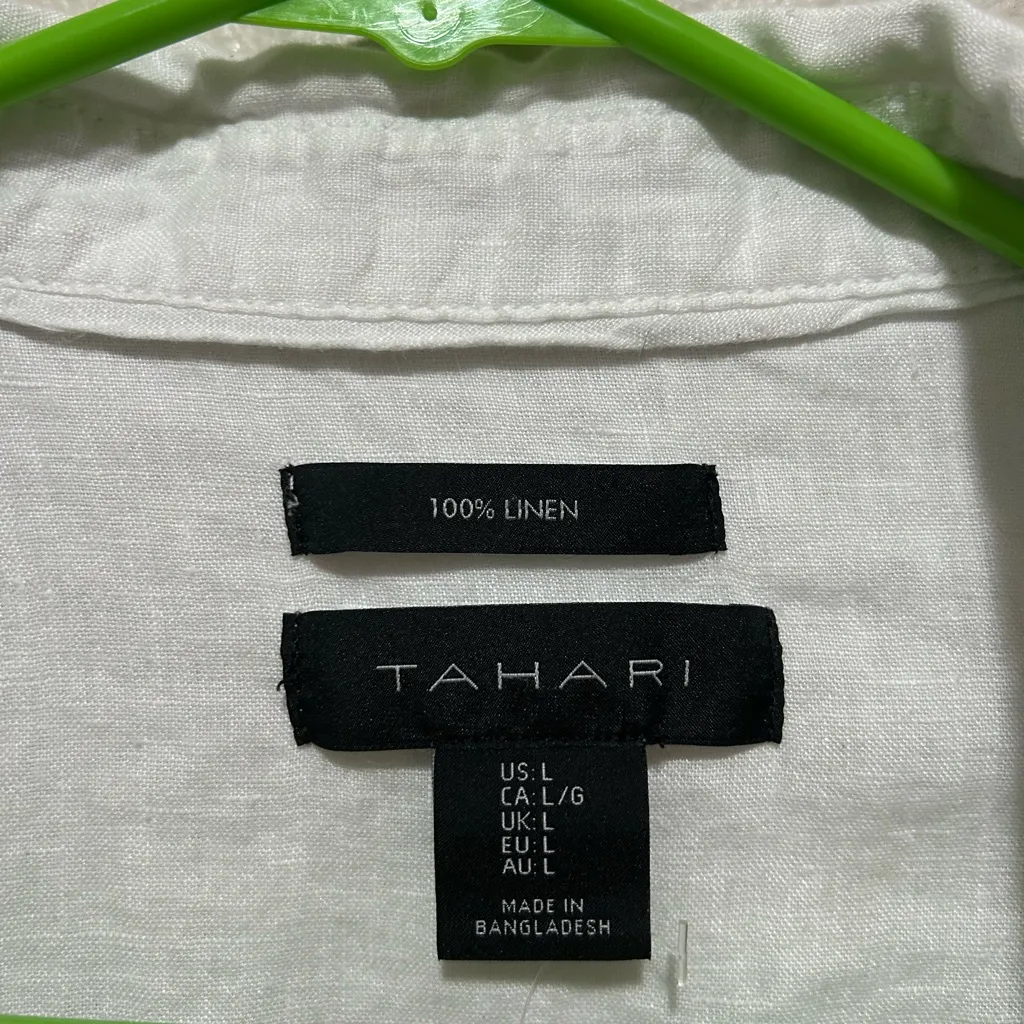 100% LINEN
TAHARI
US: L
CA: L/G
UK: L
EU: L
AU: L
MADE IN
BANGLADESH